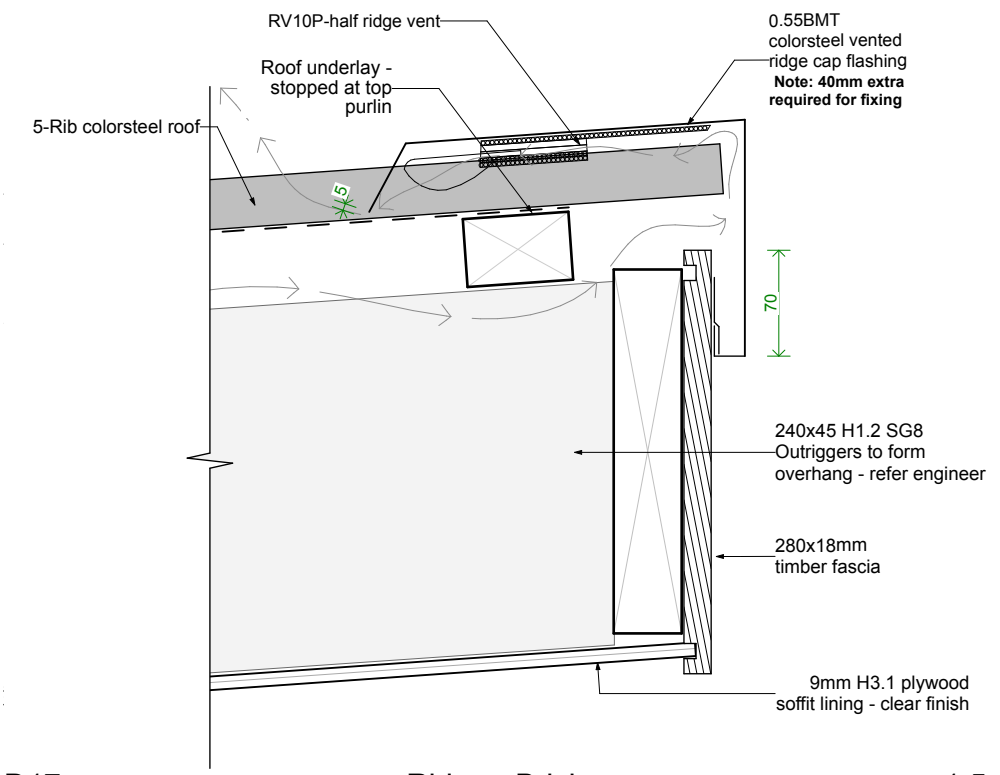 RV10P-half ridge vent
0.55BMT
colorsteel vented
ridge cap flashing
Note: 40mm extra
required for fixing
Roof underlay -
stopped at top
purlin
5-Rib colorsteel roof
5
70
240x45 H1.2 SG8
Outriggers to form
overhang - refer engineer
280x18mm
timber fascia
9mm H3.1 plywood
soffit lining - clear finish